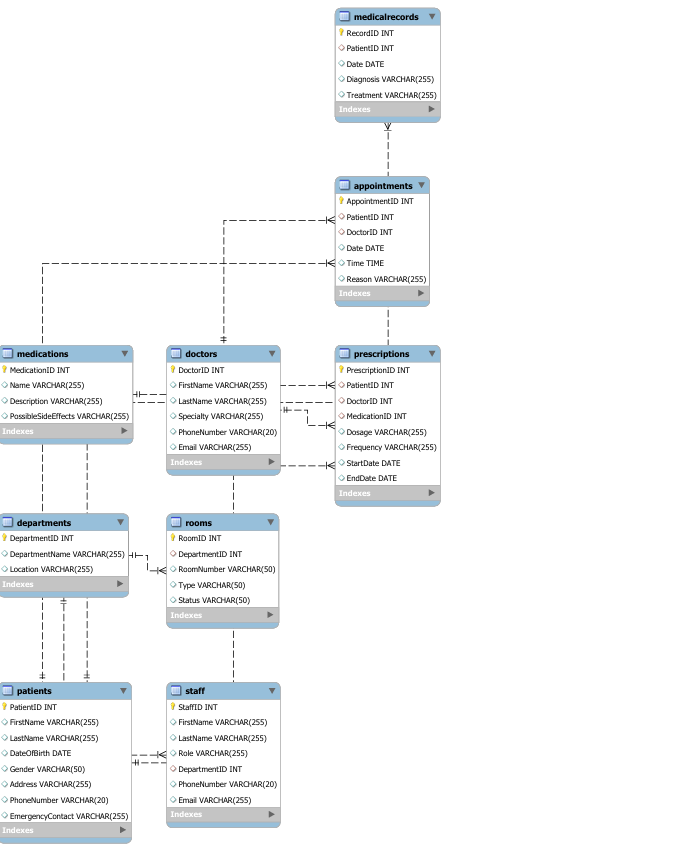 medicalrecords
RecordID INT
PatientID INT
Date DATE
Diagnosis VARCHAR(255)
Treatment VARCHAR(255)
Indexes
appointments
AppointmentID INT
PatientID INT
DoctorID INT
Date DATE
Time TIME
Reason VARCHAR(255)
Indexes
medications
MedicationID INT
Name VARCHAR(255)
Description VARCHAR(255)
PossibleSideEffects VARCHAR(255)
Indexes
doctors
DoctorID INT
FirstName VARCHAR(255)
LastName VARCHAR(255)
Specialty VARCHAR(255)
PhoneNumber VARCHAR(20)
Email VARCHAR(255)
Indexes
prescriptions
PrescriptionID INT
PatientID INT
DoctorID INT
MedicationID INT
Dosage VARCHAR(255)
Frequency VARCHAR(255)
StartDate DATE
EndDate DATE
Indexes
departments
DepartmentID INT
DepartmentName VARCHAR(255)
Location VARCHAR(255)
Indexes
rooms
RoomID INT
DepartmentID INT
RoomNumber VARCHAR(50)
Type VARCHAR(50)
Status VARCHAR(50)
Indexes
patients
PatientID INT
FirstName VARCHAR(255)
LastName VARCHAR(255)
DateOfBirth DATE
Gender VARCHAR(50)
Address VARCHAR(255)
PhoneNumber VARCHAR(20)
EmergencyContact VARCHAR(255)
Indexes
staff
StaffID INT
FirstName VARCHAR(255)
LastName VARCHAR(255)
Role VARCHAR(255)
DepartmentID INT
PhoneNumber VARCHAR(20)
Email VARCHAR(255)
Indexes